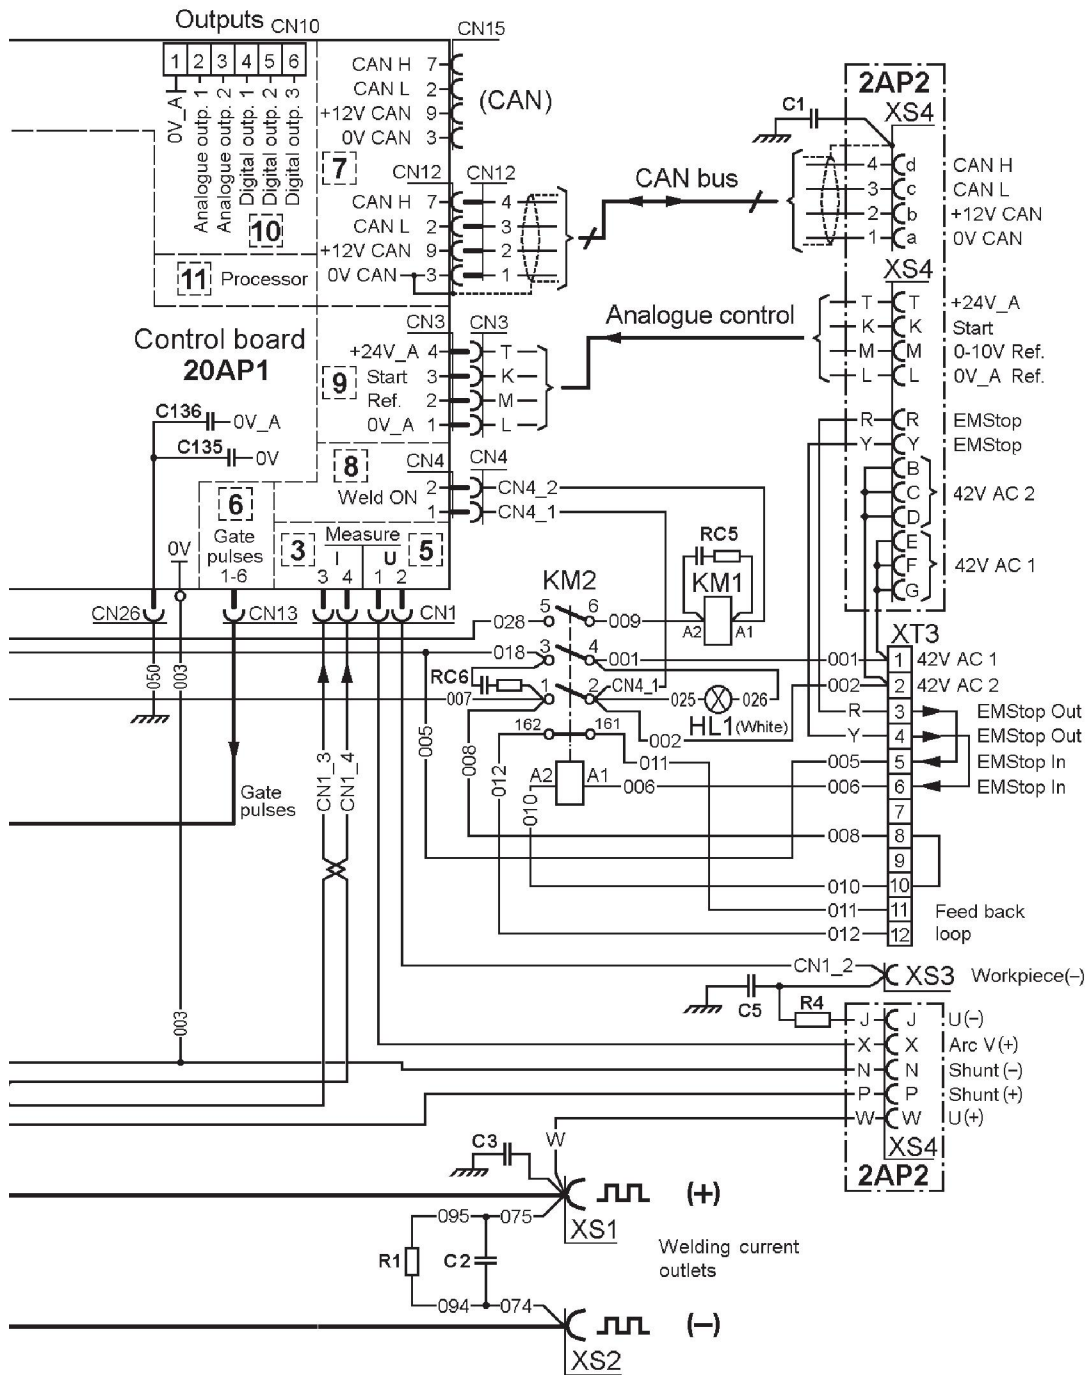 Outputs CN10
1 2 3 4 5 6
0V_A
Analogue outp. 1
Analogue outp. 2
Digital outp. 1
Digital outp. 2
Digital outp. 3
7
10
11 Processor
CN15
CAN H 7
CAN L 2
+12V CAN 9
0V CAN 3
(CAN)
CN12 CN12
CAN H 7 4
CAN L 2 3
+12V CAN 9 2
0V CAN 3 1
CAN bus
C1
2AP2
XS4
4 d CAN H
3 c CAN L
2 b +12V CAN
1 a 0V CAN
XS4
T T +24V_A
K K Start
M M 0-10V Ref.
L L 0V_A Ref.
R R EMStop
Y Y EMStop
B
C 42V AC 2
D
E
F 42V AC 1
G
Analogue control
Control board
20AP1
CN3 CN3
9
+24V_A 4 T
Start 3 K
Ref. 2 M
0V_A 1 L
C136 0V_A
C135 0V
8
CN4 CN4
Weld ON
2 CN4_2
1 CN4_1
6
Gate
pulses
1-6
0V
3 Measure 5
I U
3 4 1 2
CN26 CN13 CN1
050
003
Gate
pulses
CN1_3
CN1_4
003
RC5
KM1
A2 A1
KM2
028 5 6 009
018 3 4 001
RC6
007 1 2 CN4_1
025 026
HL1 (White)
002
162 161
011
A2 A1
006
005
008
012
010
XT3
001 1 42V AC 1
002 2 42V AC 2
R 3 EMStop Out
Y 4 EMStop Out
005 5 EMStop In
006 6 EMStop In
7
008 8
9
010 10
011 11 Feed back
012 12 loop
CN1_2 XS3 Workpiece(–)
C5
R4
J J U(–)
X X Arc V(+)
N N Shunt(–)
P P Shunt(+)
W W U(+)
XS4
2AP2
W
C3
(+)
XS1
095 075
R1
C2
094 074
Welding current
outlets
(–)
XS2